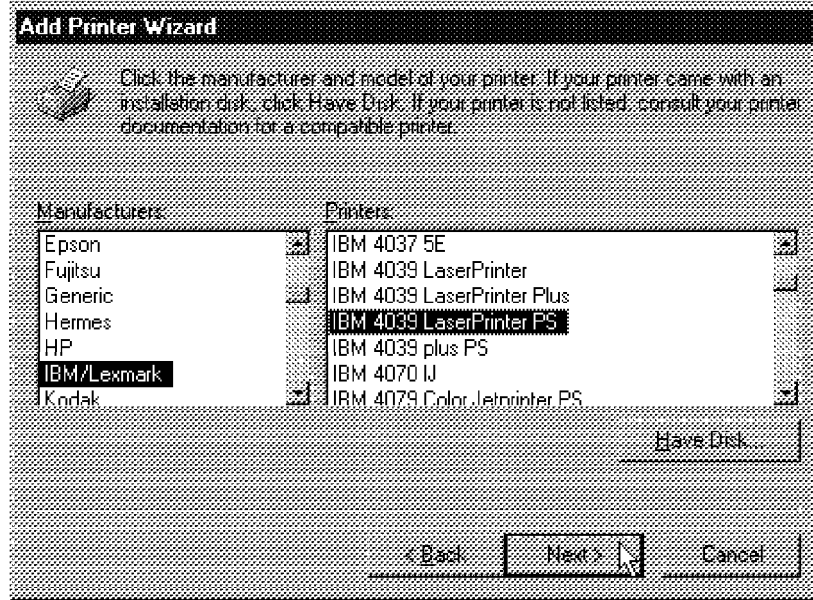 Add Printer Wizard
Click the manufacturer and model of your printer. If your printer came with an
installation disk, click Have Disk. If your printer is not listed, consult your printer
documentation for a compatible printer.
Manufacturers:
Printers:
Epson
Fujitsu
Generic
Hermes
HP
IBM/Lexmark
Kodak
IBM 4037 5E
IBM 4039 LaserPrinter
IBM 4039 LaserPrinter Plus
IBM 4039 LaserPrinter PS
IBM 4039 plus PS
IBM 4070 IJ
IBM 4079 Color Jetprinter PS
Have Disk...
< Back
Next >
Cancel